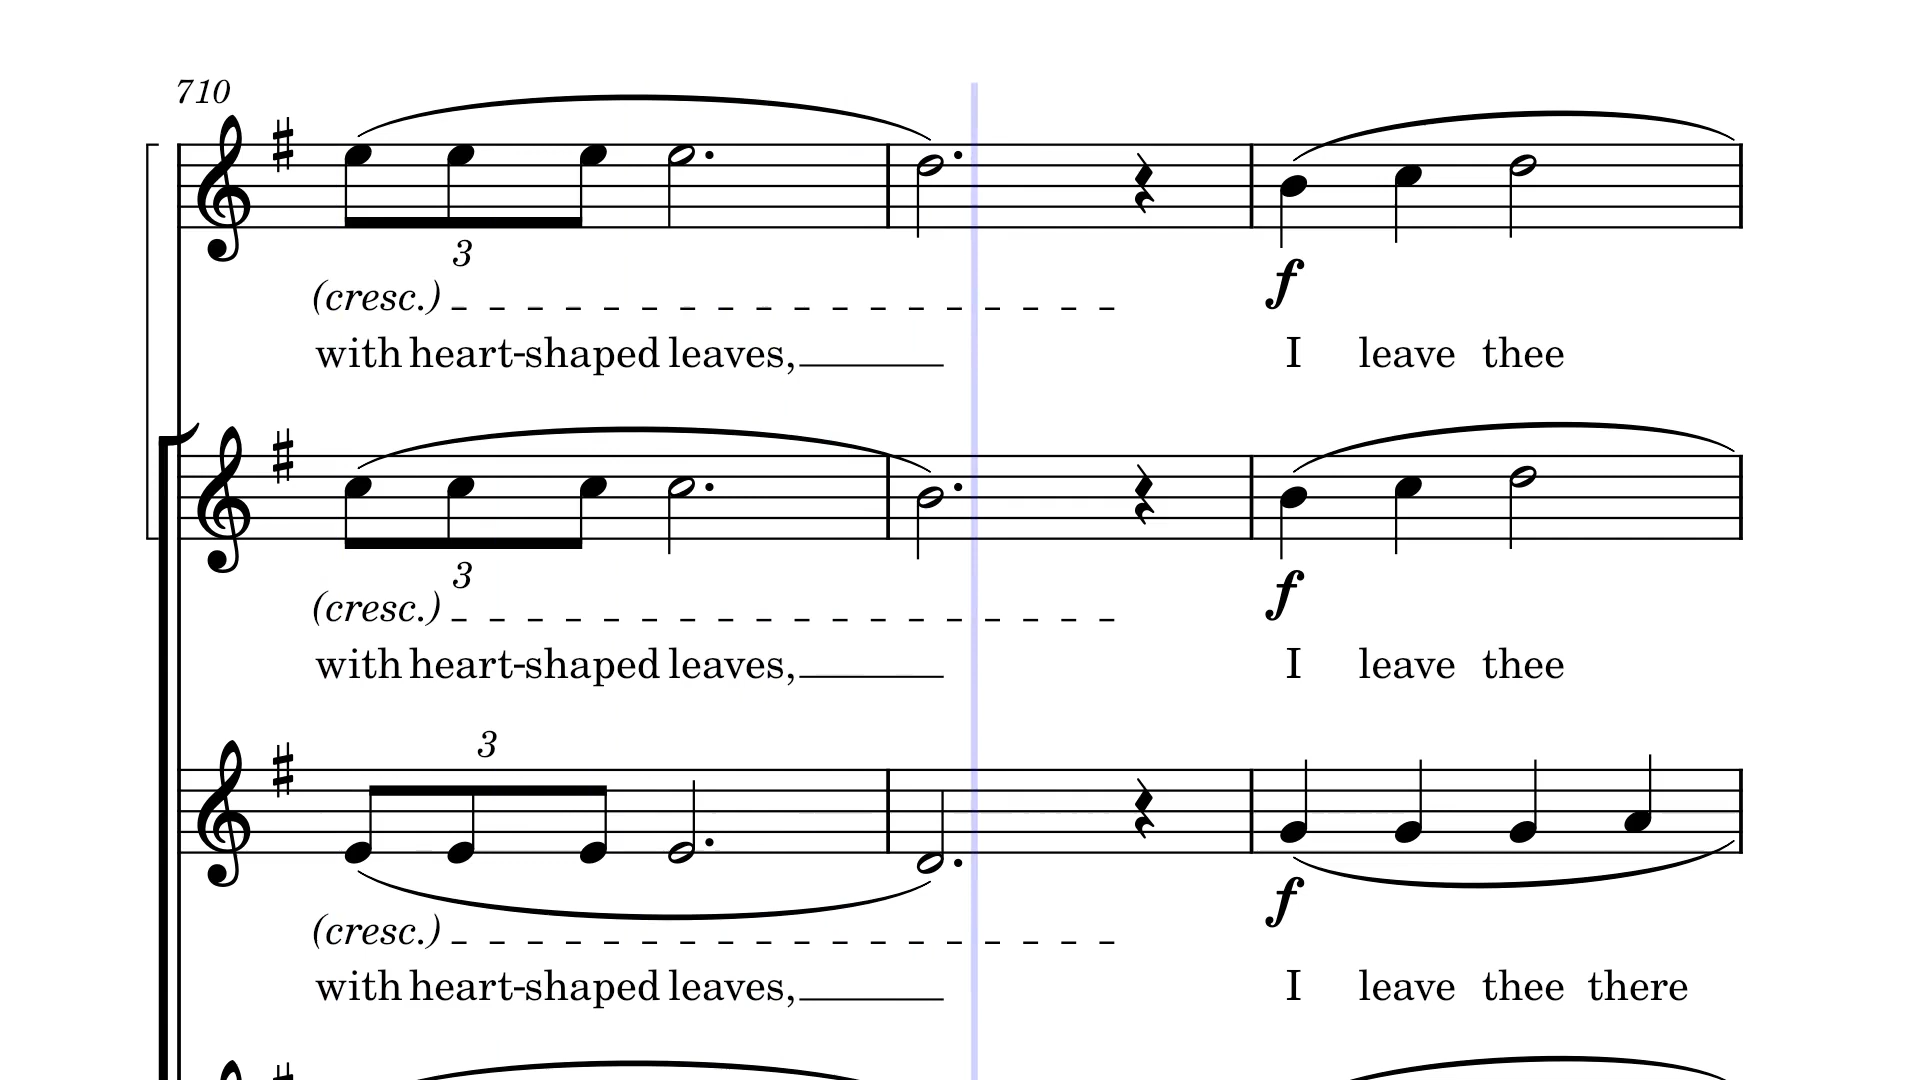 710
3
(cresc.)
with heart-shaped leaves, I leave thee
f
3
(cresc.)
with heart-shaped leaves, I leave thee
f
3
(cresc.)
with heart-shaped leaves, I leave thee there
f